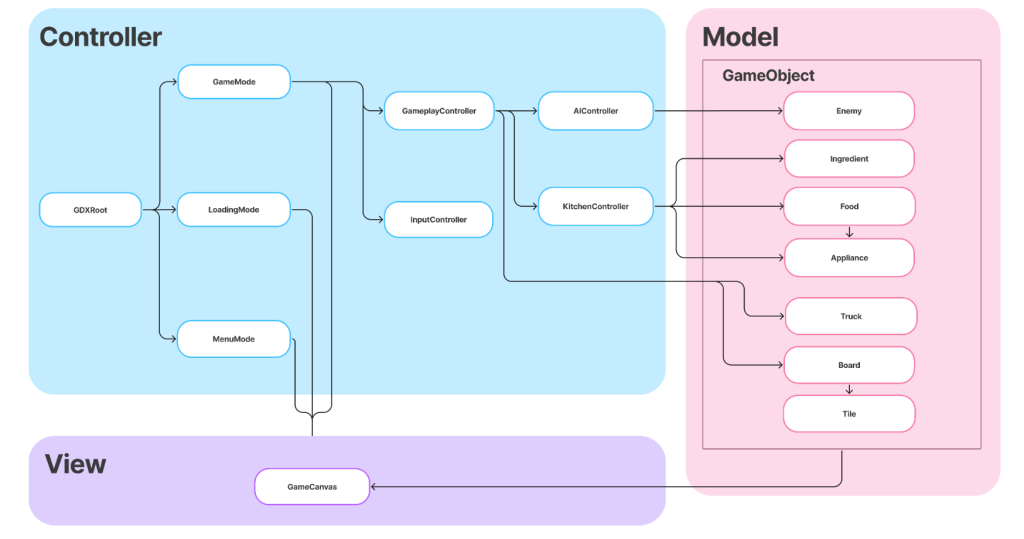 Controller
GameMode
GameplayController
AIController
GDXRoot
LoadingMode
InputController
KitchenController
MenuMode
Model
GameObject
Enemy
Ingredient
Food
Appliance
Truck
Board
Tile
View
GameCanvas